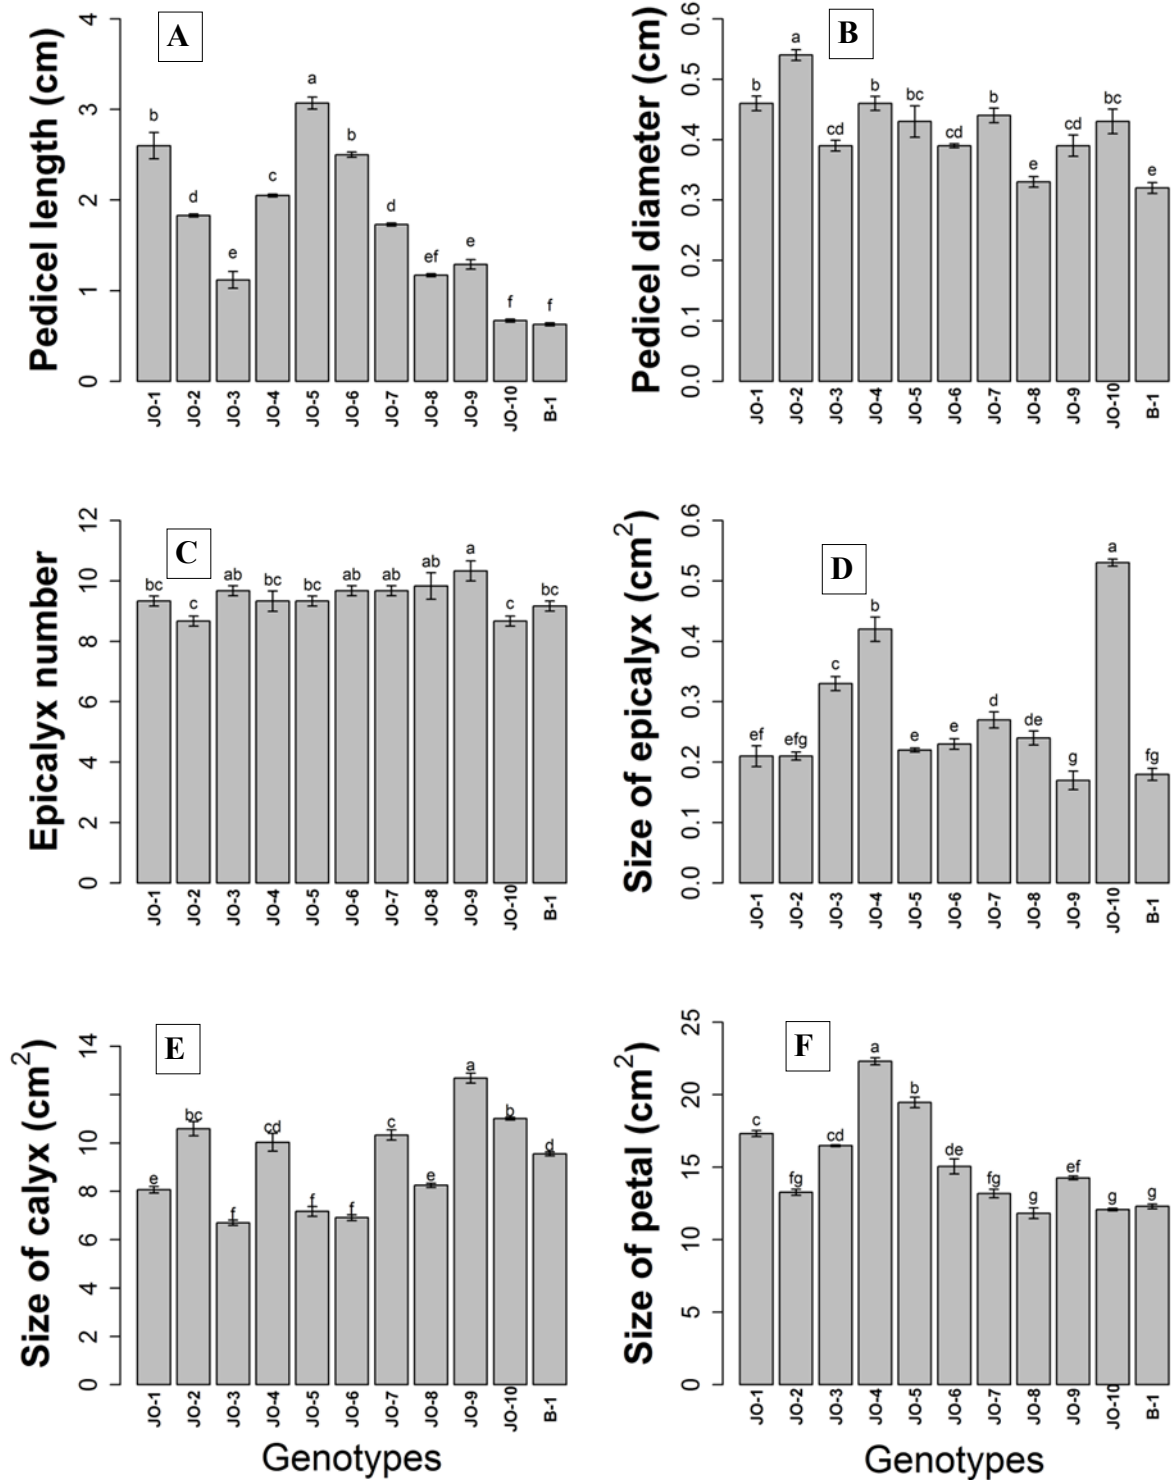 A
Pedicel length (cm)
4
3
2
1
0
b
d
e
c
a
b
d
ef
e
f
f
JO-1 JO-2 JO-3 JO-4 JO-5 JO-6 JO-7 JO-8 JO-9 JO-10 B-1
B
Pedicel diameter (cm)
0.6
0.5
0.4
0.3
0.2
0.1
0.0
b
a
cd
b
bc
cd
b
e
cd
bc
e
JO-1 JO-2 JO-3 JO-4 JO-5 JO-6 JO-7 JO-8 JO-9 JO-10 B-1
C
Epicalyx number
12
10
8
6
4
2
0
bc
c
ab
bc
bc
ab
ab
ab
a
c
bc
JO-1 JO-2 JO-3 JO-4 JO-5 JO-6 JO-7 JO-8 JO-9 JO-10 B-1
D
Size of epicalyx (cm²)
0.6
0.5
0.4
0.3
0.2
0.1
0.0
ef
efg
c
b
e
e
d
de
g
a
fg
JO-1 JO-2 JO-3 JO-4 JO-5 JO-6 JO-7 JO-8 JO-9 JO-10 B-1
E
Size of calyx (cm²)
14
10
8
6
4
2
0
e
bc
f
cd
f
f
c
e
a
b
d
JO-1 JO-2 JO-3 JO-4 JO-5 JO-6 JO-7 JO-8 JO-9 JO-10 B-1
Genotypes
F
Size of petal (cm²)
25
20
15
10
5
0
c
fg
cd
a
b
de
fg
g
ef
g
g
JO-1 JO-2 JO-3 JO-4 JO-5 JO-6 JO-7 JO-8 JO-9 JO-10 B-1
Genotypes